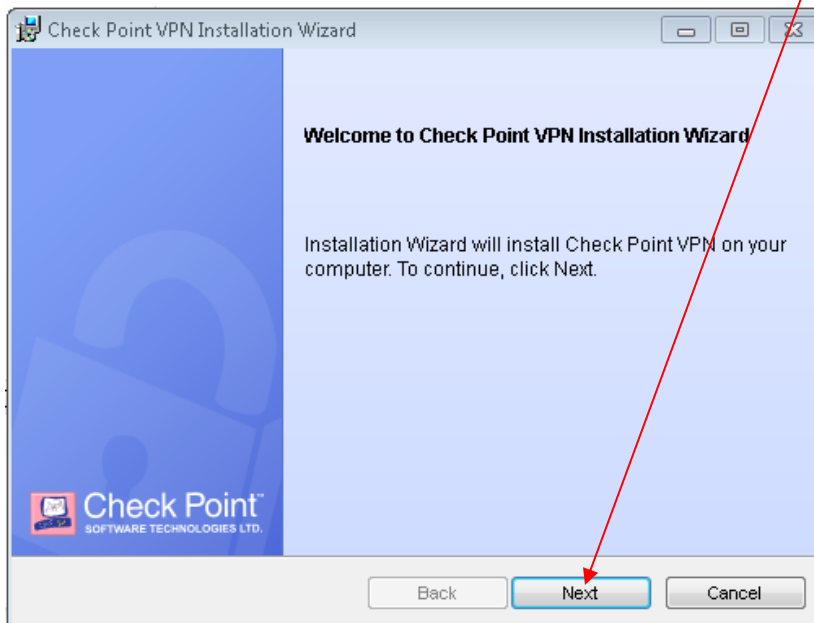 Check Point VPN Installation Wizard
Welcome to Check Point VPN Installation Wizard
Installation Wizard will install Check Point VPN on your
computer. To continue, click Next.
Check Point™
SOFTWARE TECHNOLOGIES LTD.
Back Next Cancel